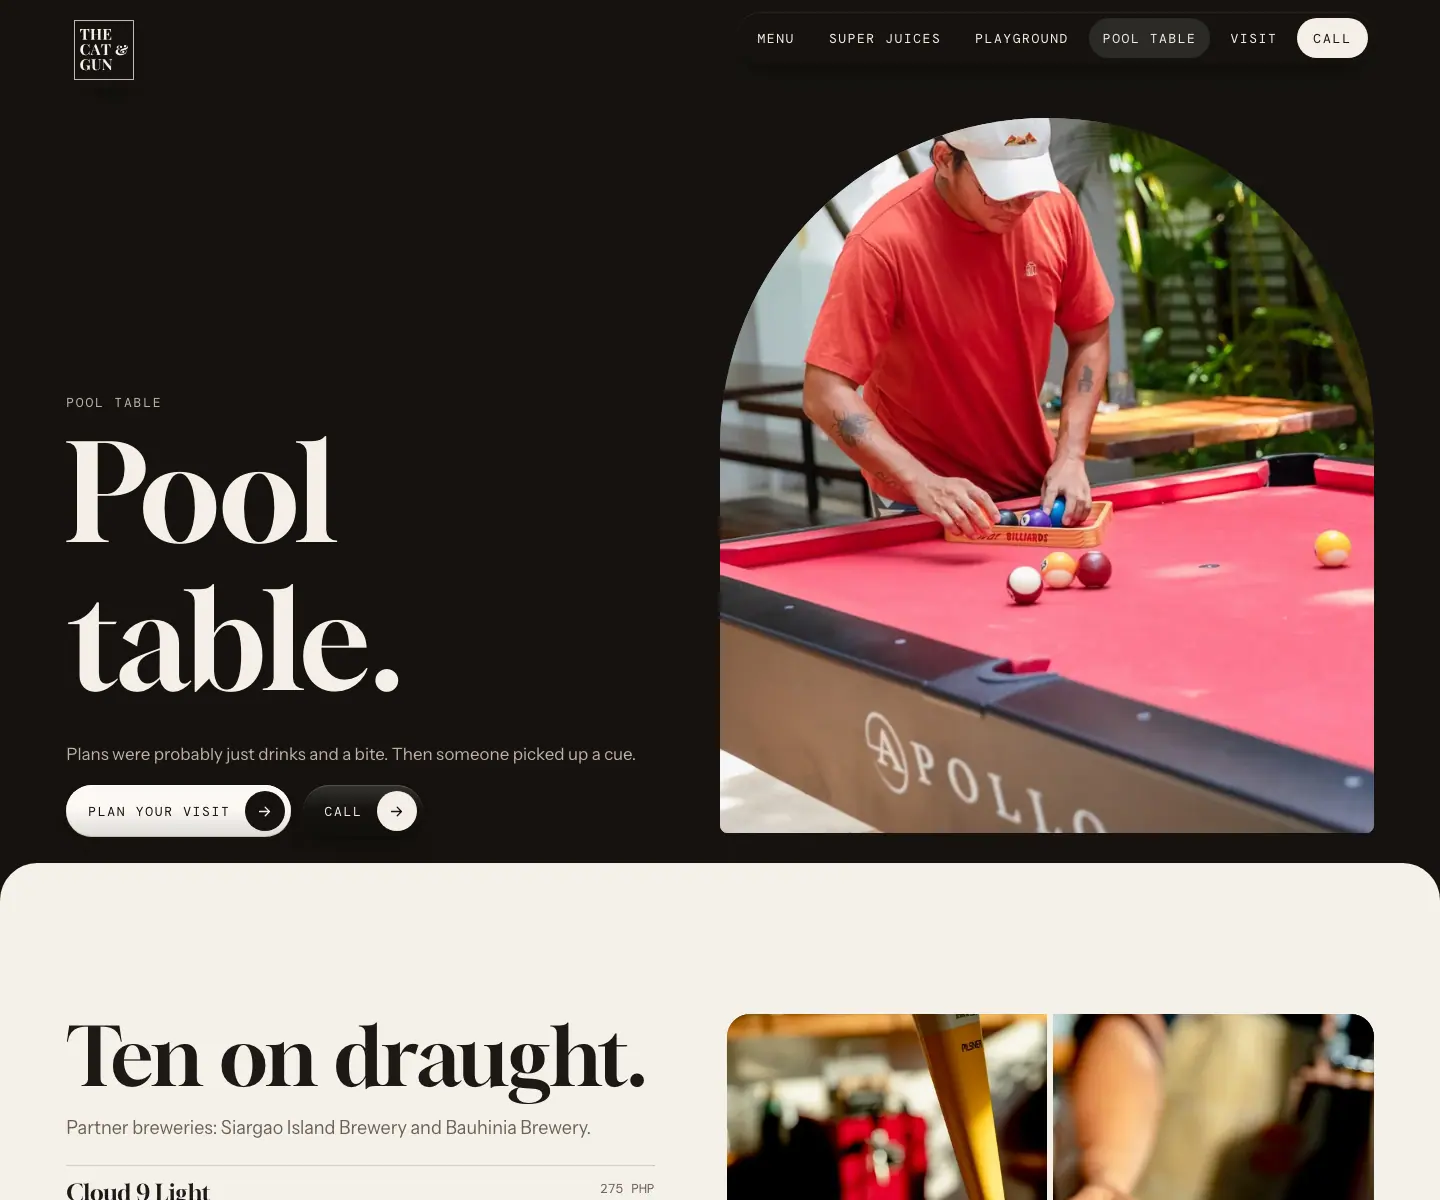 THE
CAT &
GUN
MENU
SUPER JUICES
PLAYGROUND
POOL TABLE
VISIT
CALL
POOL TABLE
Pool
table.
Plans were probably just drinks and a bite. Then someone picked up a cue.
PLAN YOUR VISIT →
CALL →
BILLIARDS
APOLLO
Ten on draught.
Partner breweries: Siargao Island Brewery and Bauhinia Brewery.
Cloud 9 Light
275 PHP
PILSNER